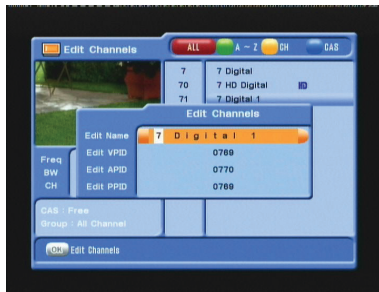 Edit Channels
ALL A - Z CH CAS
7 7 Digital
70 7 HD Digital
71 7 Digital 1
Edit Channels
Edit Name 7 Digital 1
Edit VPID 0769
Edit APID 0770
Edit PPID 0769
Freq
BW
CH
CAS : Free
Group : All Channel
OK Edit Channels